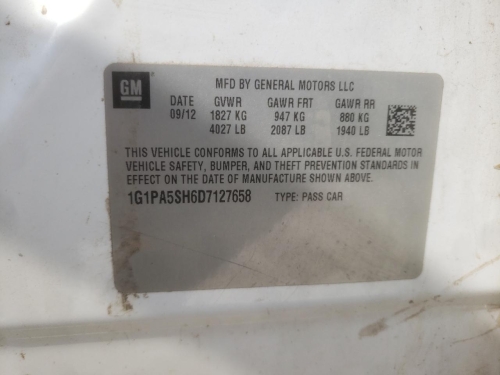 GM
MFD BY GENERAL MOTORS LLC
DATE GVWR GAWR FRT GAWR RR
09/12 1827 KG 947 KG 880 KG
4027 LB 2087 LB 1940 LB
THIS VEHICLE CONFORMS TO ALL APPLICABLE U.S. FEDERAL MOTOR
VEHICLE SAFETY, BUMPER, AND THEFT PREVENTION STANDARDS
IN EFFECT ON THE DATE OF MANUFACTURE SHOWN ABOVE.
1G1PA5SH6D7127658 TYPE: PASS CAR